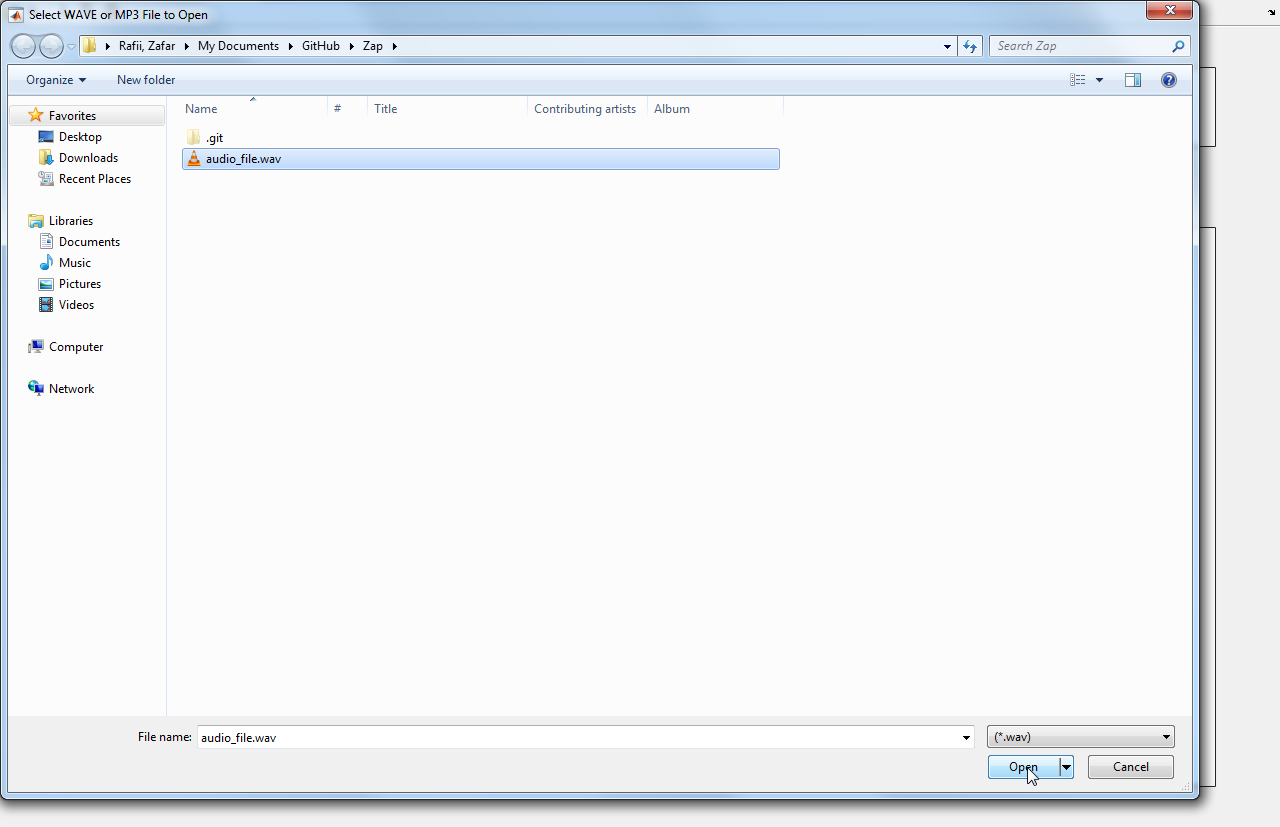 Select WAVE or MP3 File to Open
Rafii, Zafar
My Documents
GitHub
Zap
Search Zap
Organize
New folder
Name
#
Title
Contributing artists
Album
Favorites
Desktop
Downloads
Recent Places
Libraries
Documents
Music
Pictures
Videos
Computer
Network
.git
audio_file.wav
File name:
audio_file.wav
(*.wav)
Open
Cancel